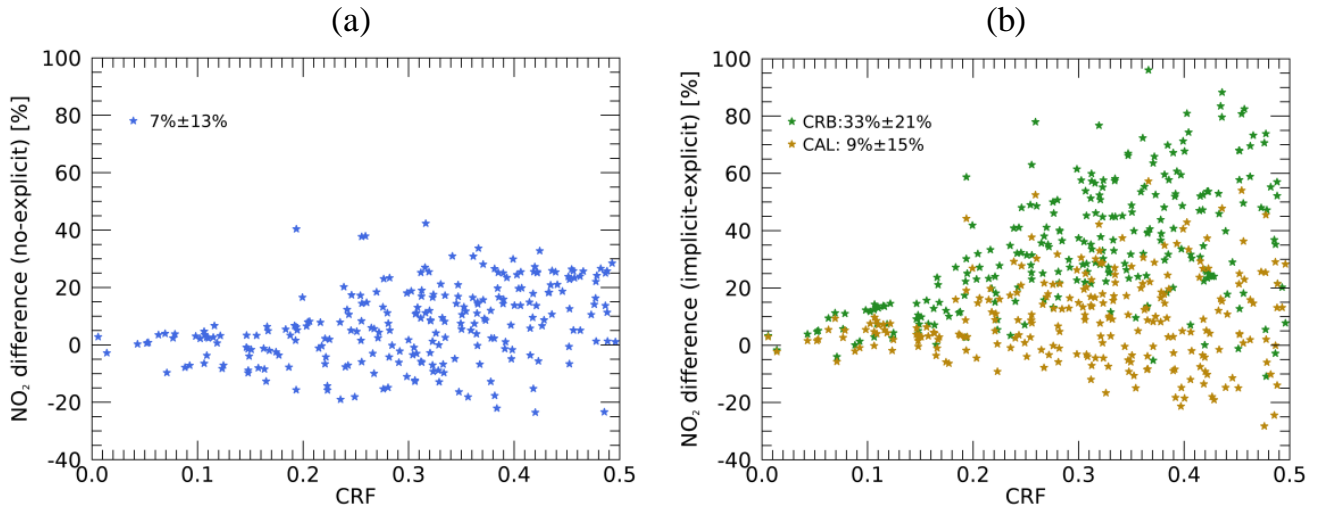 (a)
NO₂ difference (no-explicit) [%]
100
80
60
40
20
0
-20
-40
7%±13%
0.0 0.1 0.2 0.3 0.4 0.5
CRF
(b)
NO₂ difference (implicit-explicit) [%]
100
80
60
40
20
0
-20
-40
CRB:33%±21%
CAL: 9%±15%
0.0 0.1 0.2 0.3 0.4 0.5
CRF